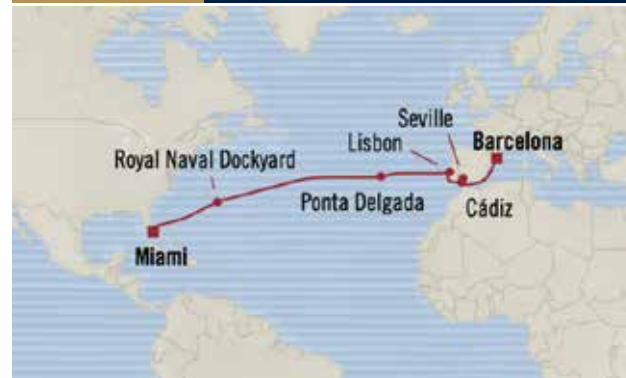 Seville
Lisbon
Barcelona
Royal Naval Dockyard
Ponta Delgada
Cádiz
Miami